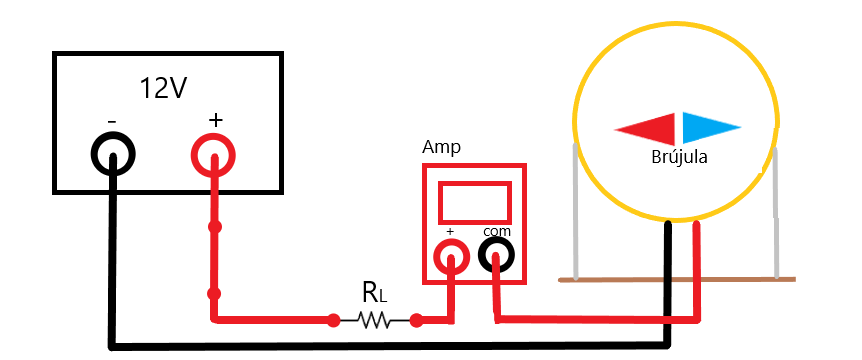 12V
- +
Amp
+ com
Brújula
RL